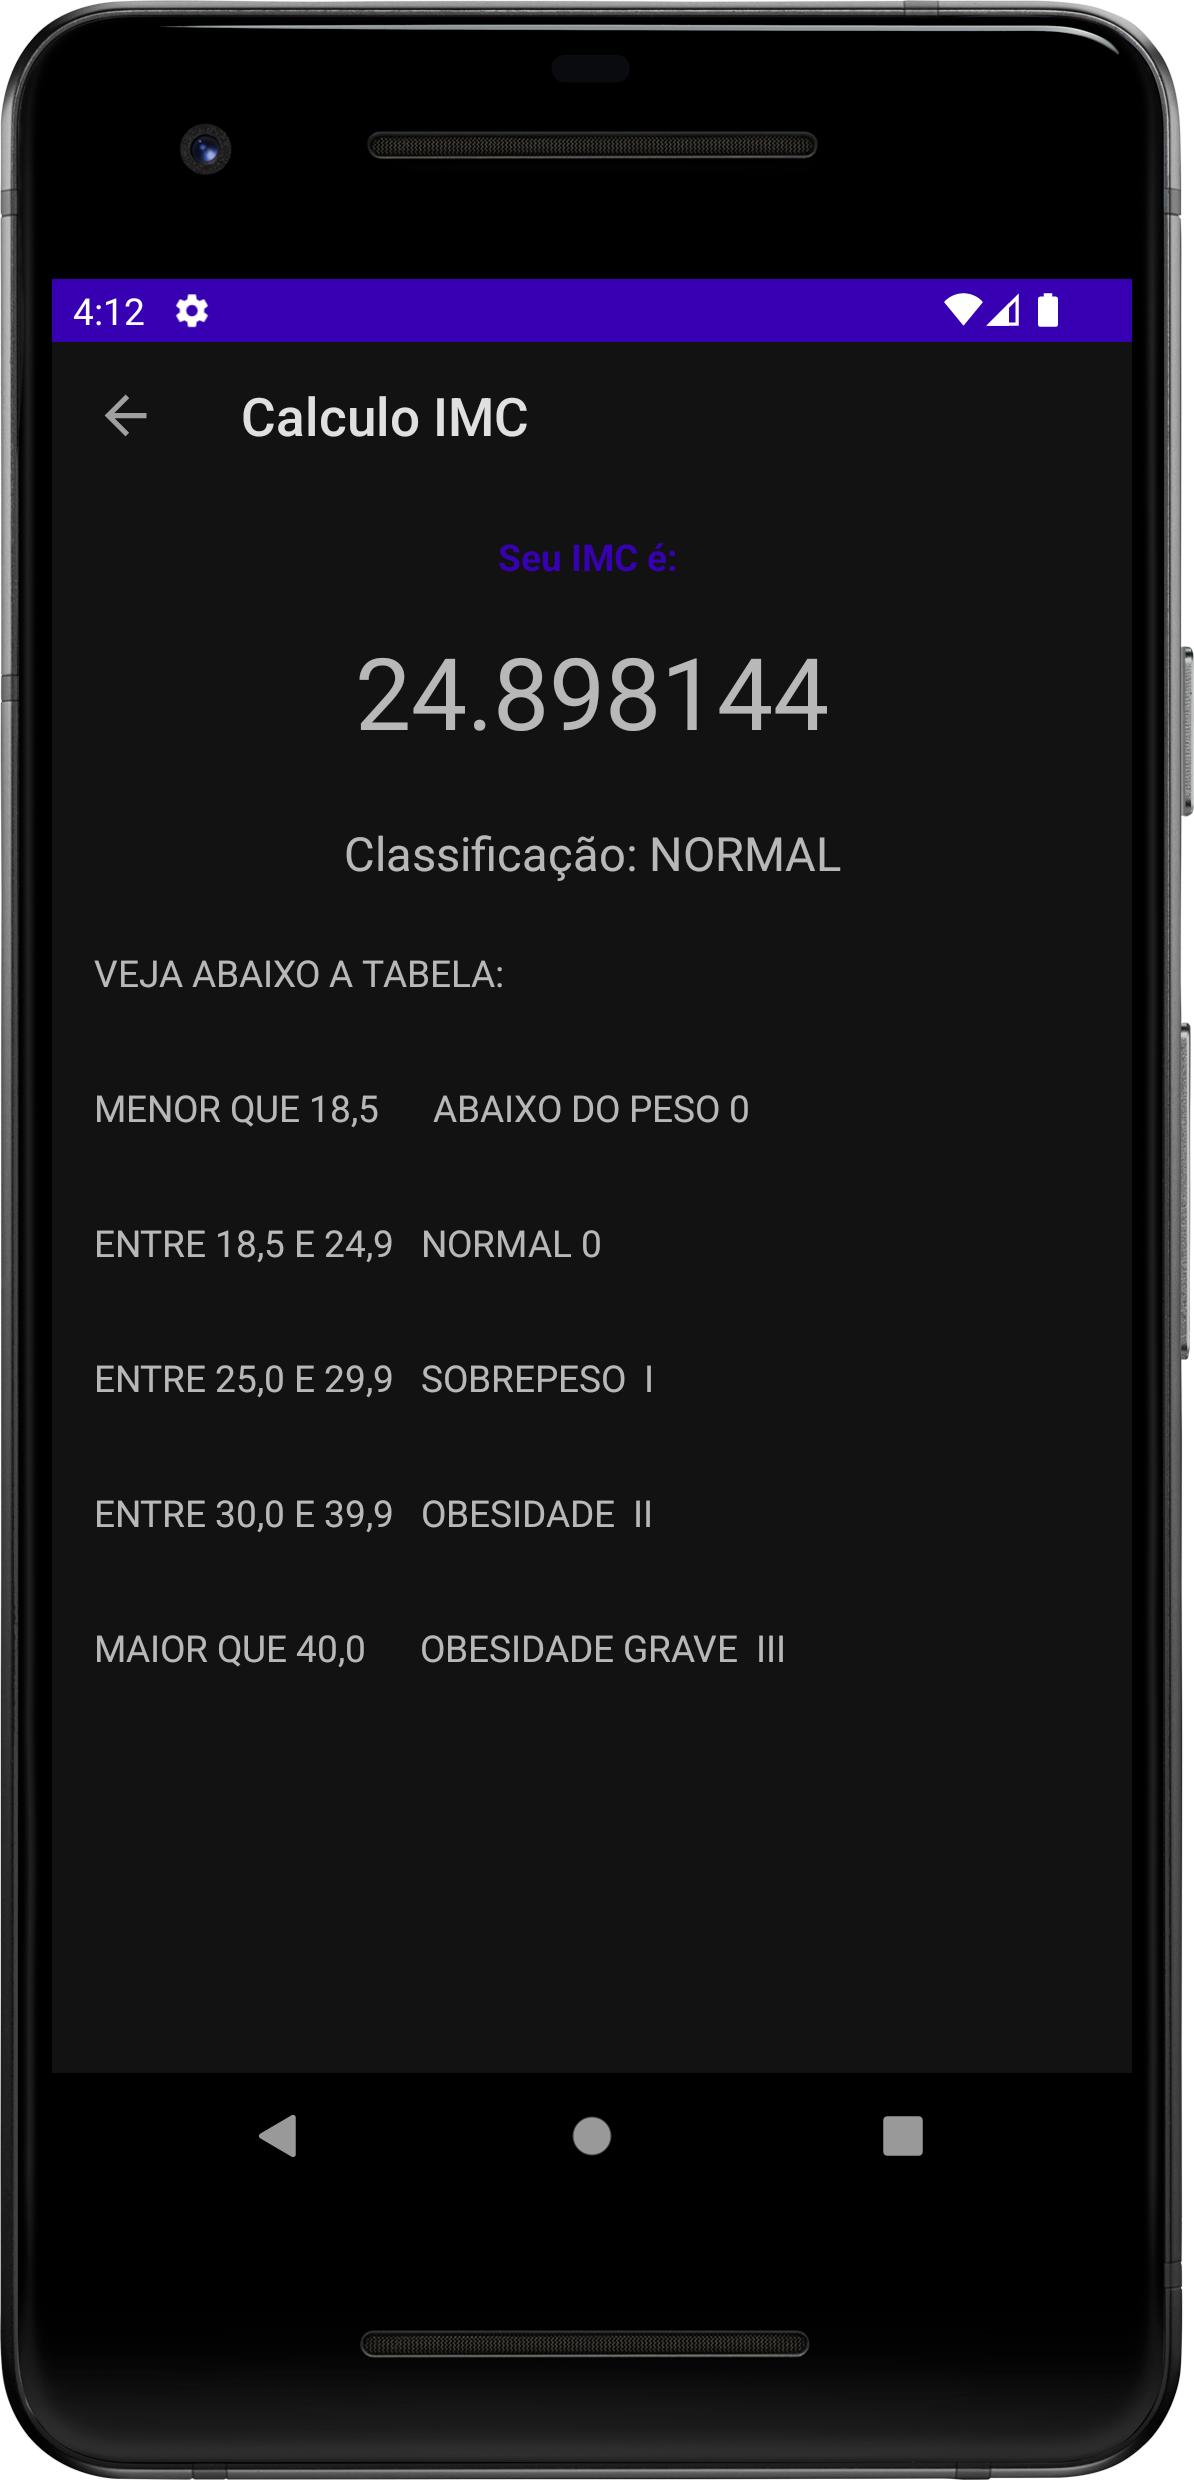 4:12
Calculo IMC
Seu IMC é:
24.898144
Classificação: NORMAL
VEJA ABAIXO A TABELA:
MENOR QUE 18,5 ABAIXO DO PESO 0
ENTRE 18,5 E 24,9 NORMAL 0
ENTRE 25,0 E 29,9 SOBREPESO I
ENTRE 30,0 E 39,9 OBESIDADE II
MAIOR QUE 40,0 OBESIDADE GRAVE III